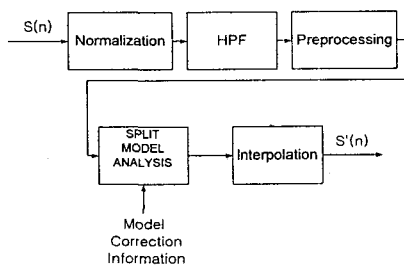 S(n)
Normalization
HPF
Preprocessing
SPLIT
MODEL
ANALYSIS
Interpolation
S'(n)
Model
Correction
Information